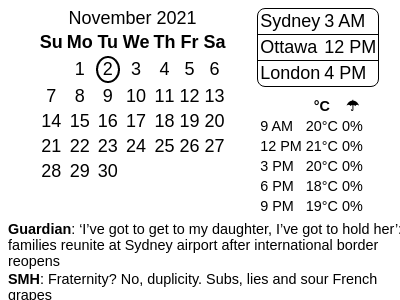 November 2021
Su Mo Tu We Th Fr Sa
1 2 3 4 5 6
7 8 9 10 11 12 13
14 15 16 17 18 19 20
21 22 23 24 25 26 27
28 29 30
Sydney 3 AM
Ottawa 12 PM
London 4 PM
°C ☂
9 AM 20°C 0%
12 PM 21°C 0%
3 PM 20°C 0%
6 PM 18°C 0%
9 PM 19°C 0%
Guardian: ‘I’ve got to get to my daughter, I’ve got to hold her’:
families reunite at Sydney airport after international border
reopens
SMH: Fraternity? No, duplicity. Subs, lies and sour French
grapes